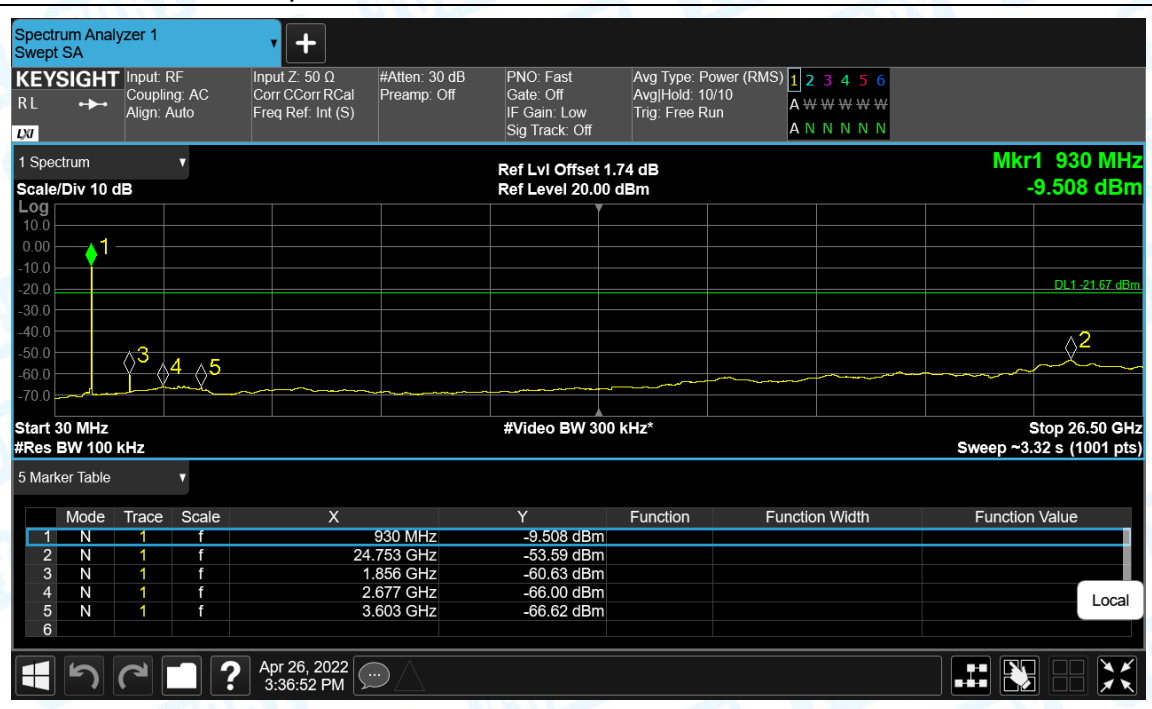 Spectrum Analyzer 1
Swept SA
+
KEYSIGHT Input: RF Input Z: 50 Ω #Atten: 30 dB PNO: Fast Avg Type: Power (RMS) 1 2 3 4 5 6
R L Coupling: AC Corr CCorr RCal Preamp: Off Gate: Off Avg|Hold: 10/10 A W W W W W
Align: Auto Freq Ref: Int (S) IF Gain: Low Trig: Free Run
LXI Sig Track: Off A N N N N N
1 Spectrum Ref Lvl Offset 1.74 dB Mkr1 930 MHz
Scale/Div 10 dB Ref Level 20.00 dBm -9.508 dBm
Log
10.0
0.00 1
-10.0
-20.0 DL1 -21.67 dBm
-30.0
-40.0 2
-50.0 3
-60.0 4 5
-70.0
Start 30 MHz #Video BW 300 kHz* Stop 26.50 GHz
#Res BW 100 kHz Sweep ~3.32 s (1001 pts)
5 Marker Table
Mode Trace Scale X Y Function Function Width Function Value
1 N 1 f 930 MHz -9.508 dBm
2 N 1 f 24.753 GHz -53.59 dBm
3 N 1 f 1.856 GHz -60.63 dBm
4 N 1 f 2.677 GHz -66.00 dBm
5 N 1 f 3.603 GHz -66.62 dBm
6
Local
? Apr 26, 2022
3:36:52 PM